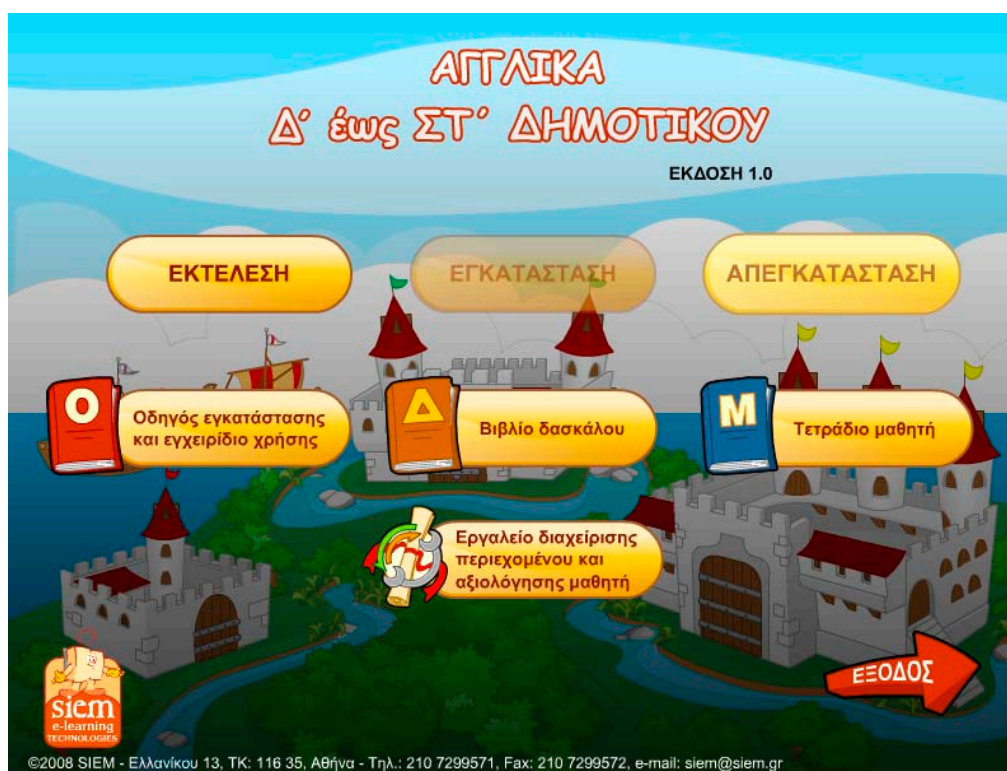 ΑΓΓΛΙΚΑ
Δ΄ έως ΣΤ΄ ΔΗΜΟΤΙΚΟΥ
ΕΚΔΟΣΗ 1.0
ΕΚΤΕΛΕΣΗ
ΕΓΚΑΤΑΣΤΑΣΗ
ΑΠΕΓΚΑΤΑΣΤΑΣΗ
Ο
Οδηγός εγκατάστασης
και εγχειρίδιο χρήσης
Δ
Βιβλίο δασκάλου
Μ
Τετράδιο μαθητή
Εργαλείο διαχείρισης
περιεχομένου και
αξιολόγησης μαθητή
ΕΞΟΔΟΣ
siem
e-learning
TECHNOLOGIES
©2008 SIEM - Ελλανίκου 13, ΤΚ: 116 35, Αθήνα - Τηλ.: 210 7299571, Fax: 210 7299572, e-mail: siem@siem.gr